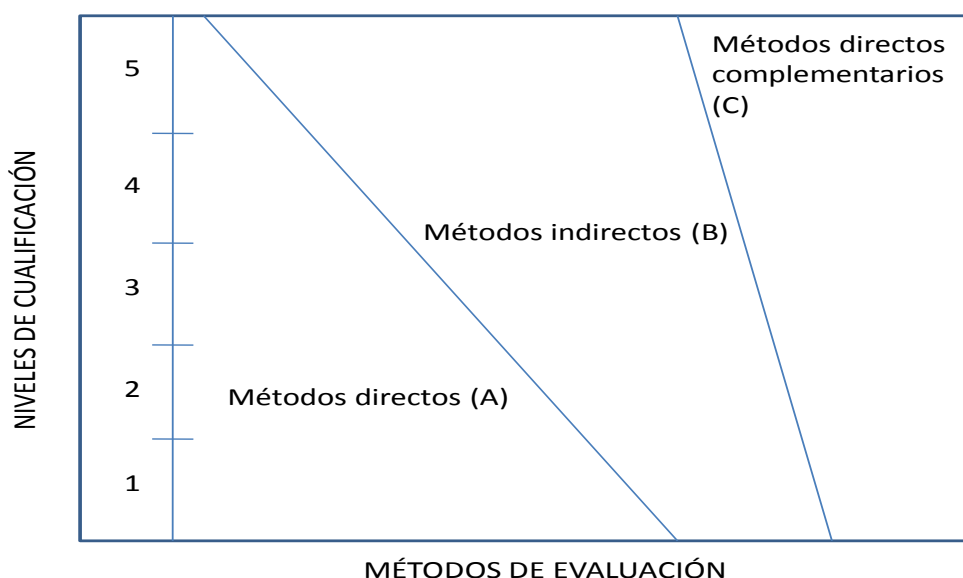 NIVELES DE CUALIFICACIÓN
5
4
3
2
1
Métodos directos
complementarios
(C)
Métodos indirectos (B)
Métodos directos (A)
MÉTODOS DE EVALUACIÓN